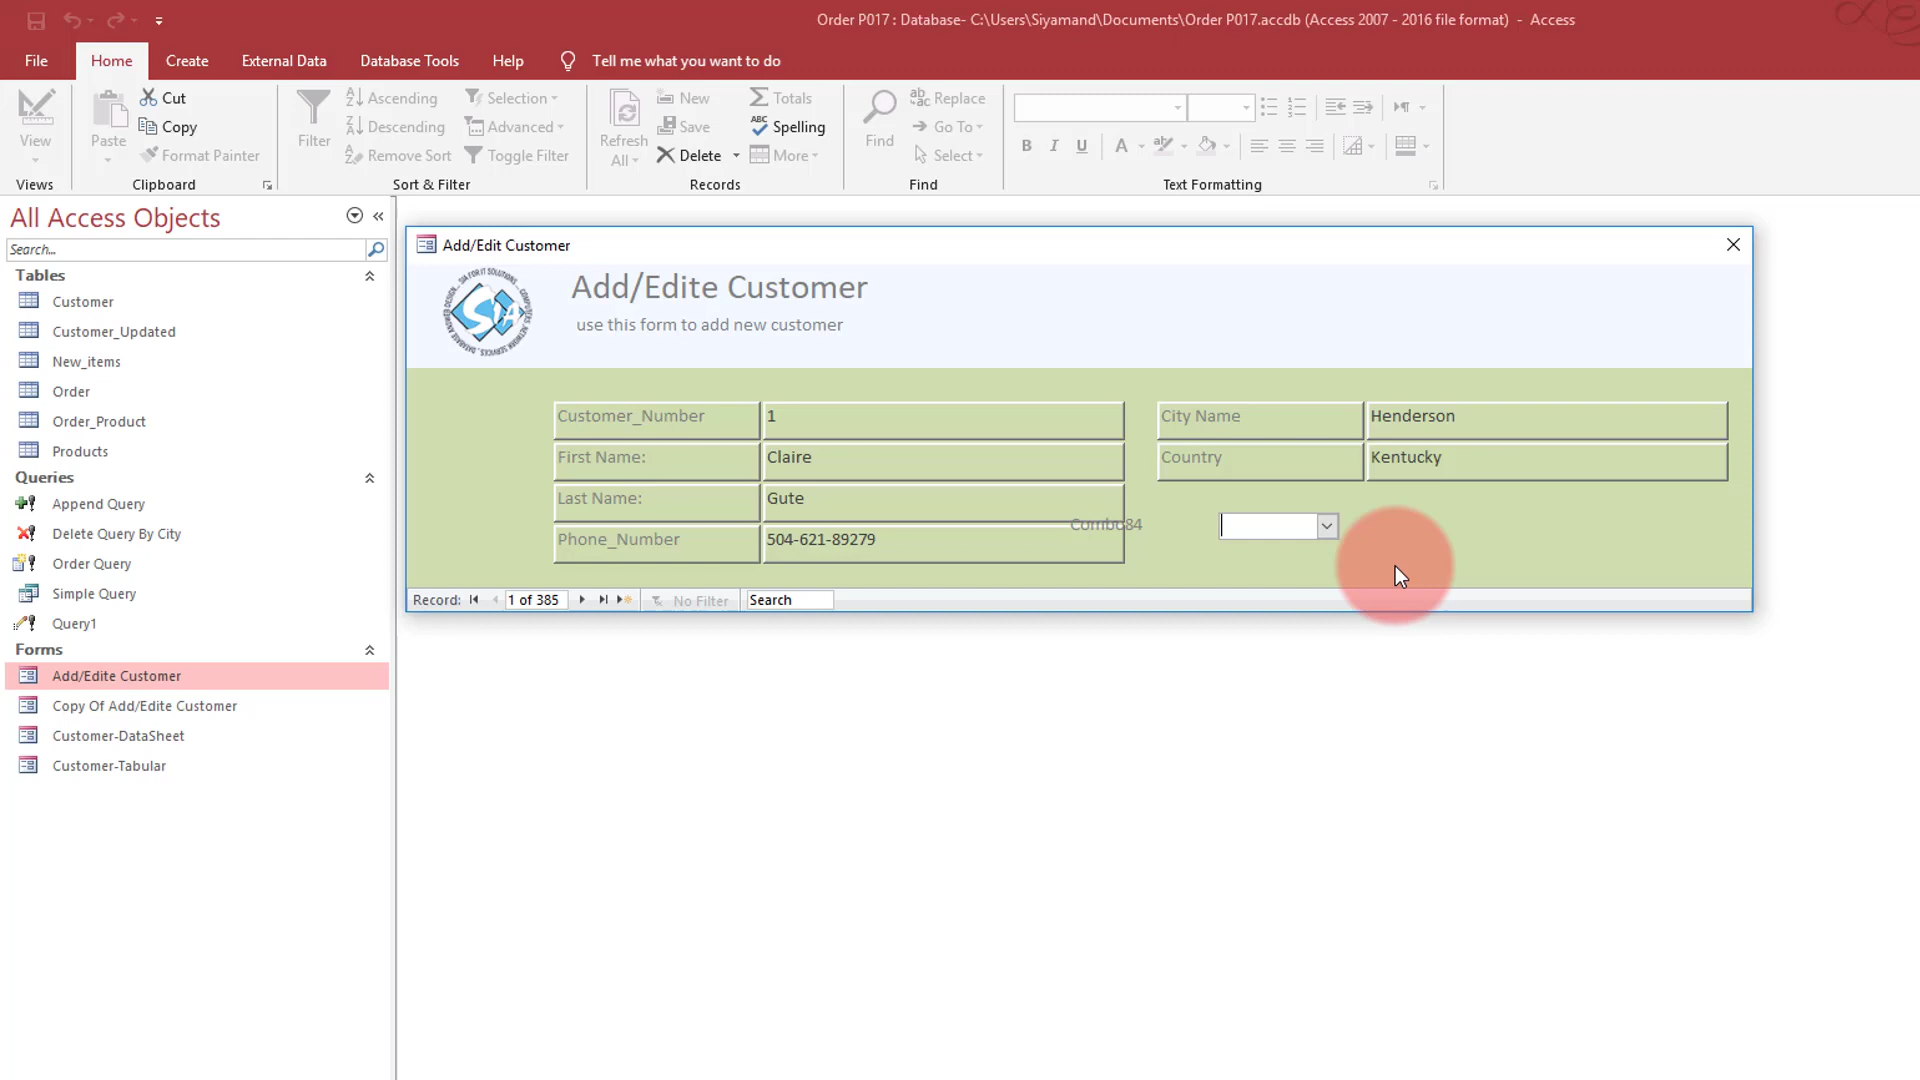 Order P017 : Database- C:\Users\Siyamand\Documents\Order P017.accdb (Access 2007 - 2016 file format) - Access
File Home Create External Data Database Tools Help Tell me what you want to do
View
Views
Paste
Cut
Copy
Format Painter
Clipboard
Filter
Ascending
Descending
Remove Sort
Selection
Advanced
Toggle Filter
Sort & Filter
Refresh
All
New
Save
Delete
Totals
Spelling
More
Records
Find
Replace
Go To
Select
Find
B I U A
Text Formatting
All Access Objects
Search...
Tables
Customer
Customer_Updated
New_items
Order
Order_Product
Products
Queries
Append Query
Delete Query By City
Order Query
Simple Query
Query1
Forms
Add/Edite Customer
Copy Of Add/Edite Customer
Customer-DataSheet
Customer-Tabular
Add/Edit Customer
SIA
Add/Edite Customer
use this form to add new customer
Customer_Number 1
First Name: Claire
Last Name: Gute
Phone_Number 504-621-89279
City Name Henderson
Country Kentucky
Combo84
Record: 1 of 385 No Filter Search